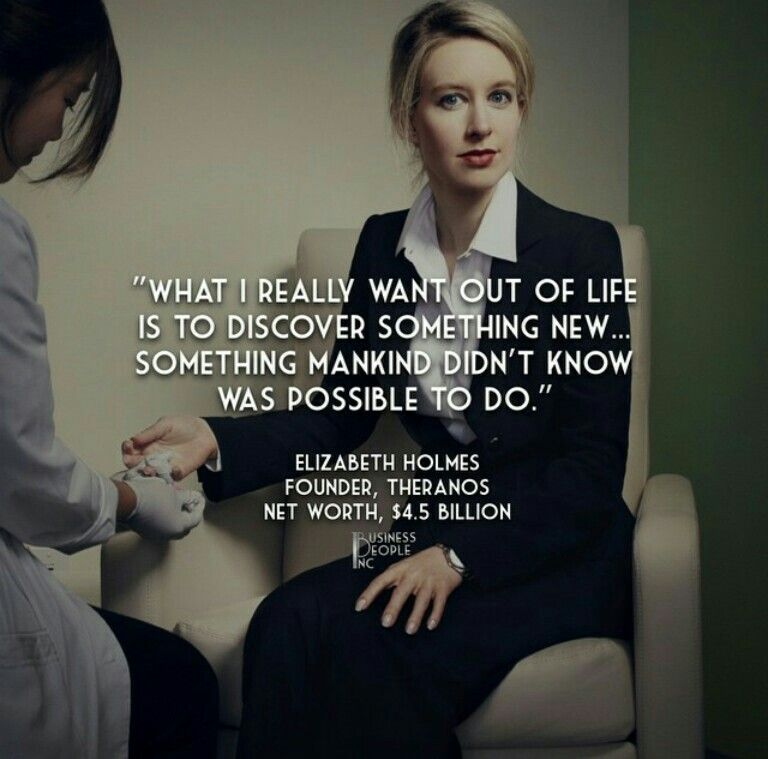 "WHAT I REALLY WANT OUT OF LIFE
IS TO DISCOVER SOMETHING NEW...
SOMETHING MANKIND DIDN'T KNOW
WAS POSSIBLE TO DO."
ELIZABETH HOLMES
FOUNDER, THERANOS
NET WORTH, $4.5 BILLION
BUSINESS
PEOPLE
INC